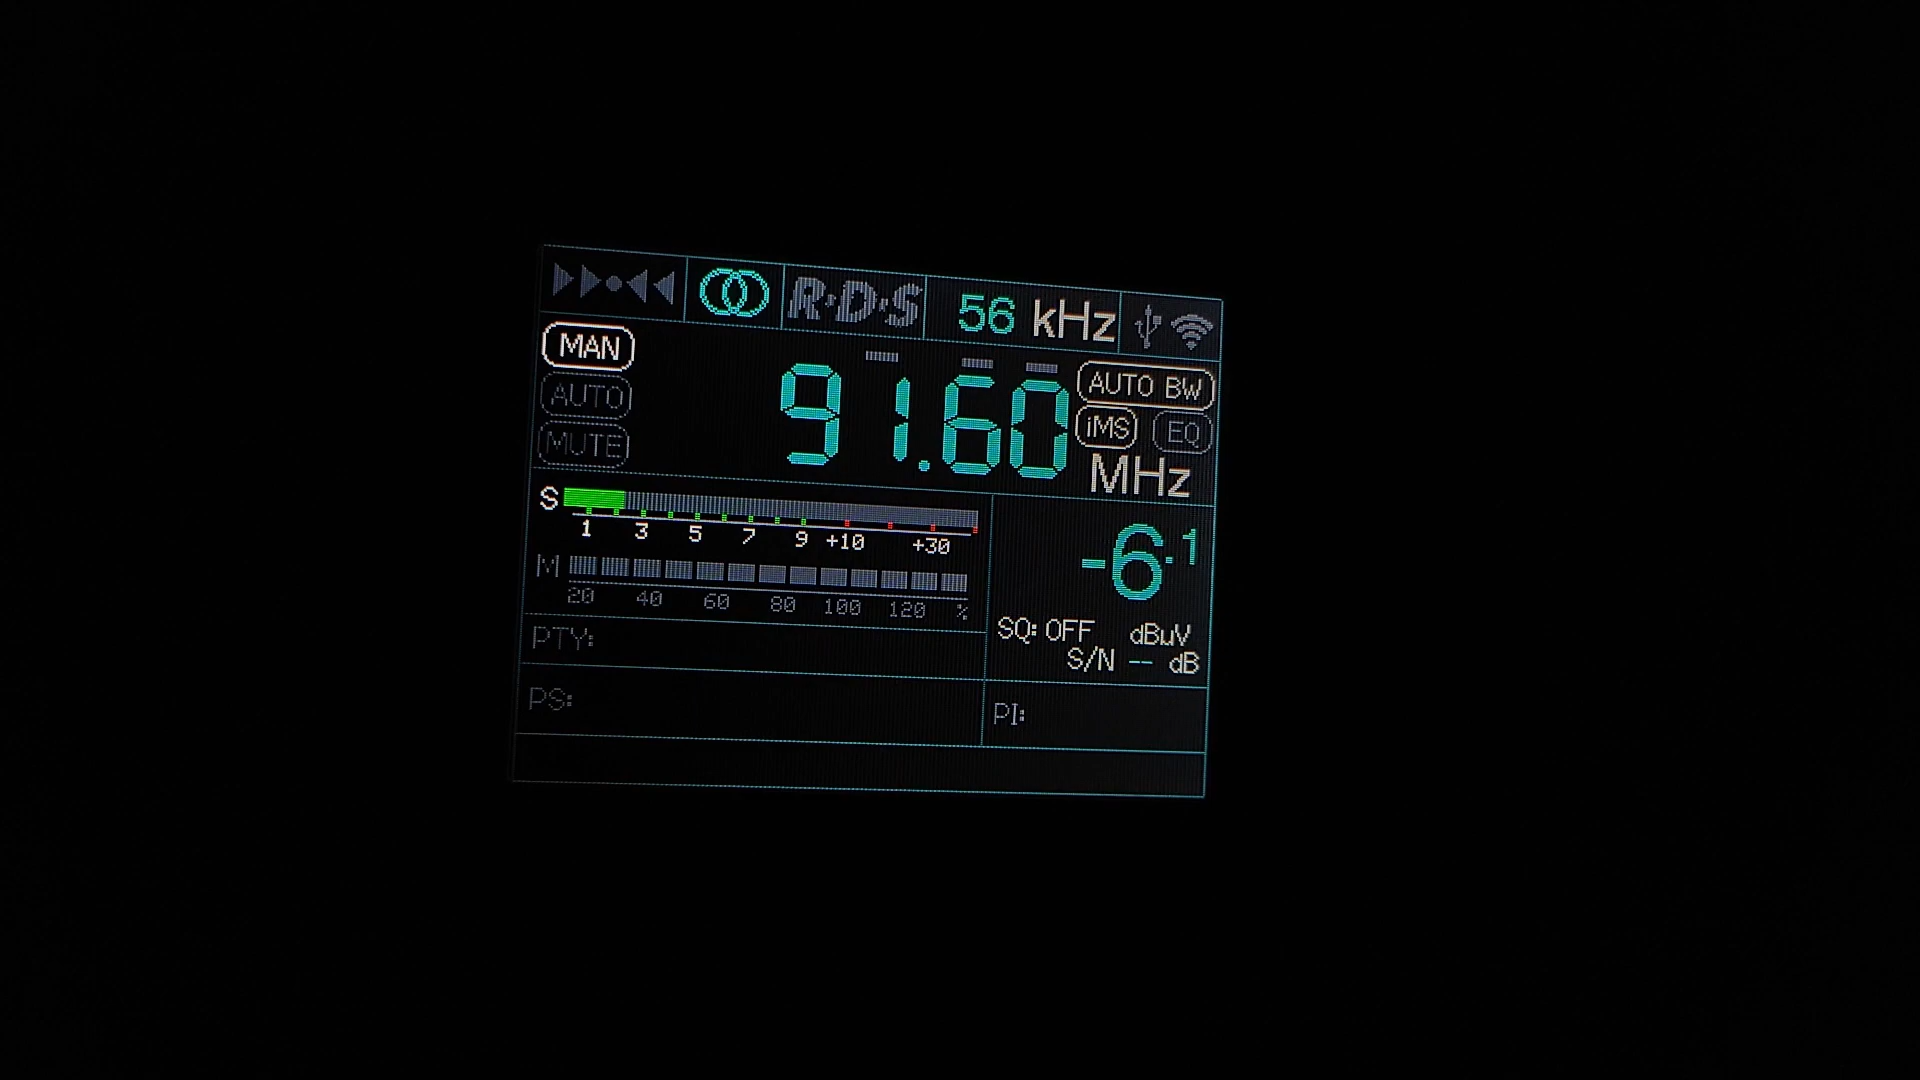 R·D·S 56 kHz
MAN
AUTO
MUTE
91.60 MHz
AUTO BW
iMS EQ
S
1 3 5 7 9 +10 +30
M
20 40 60 80 100 120 %
-6.1
SQ: OFF dBuV
S/N -- dB
PTY:
PS:
PI: